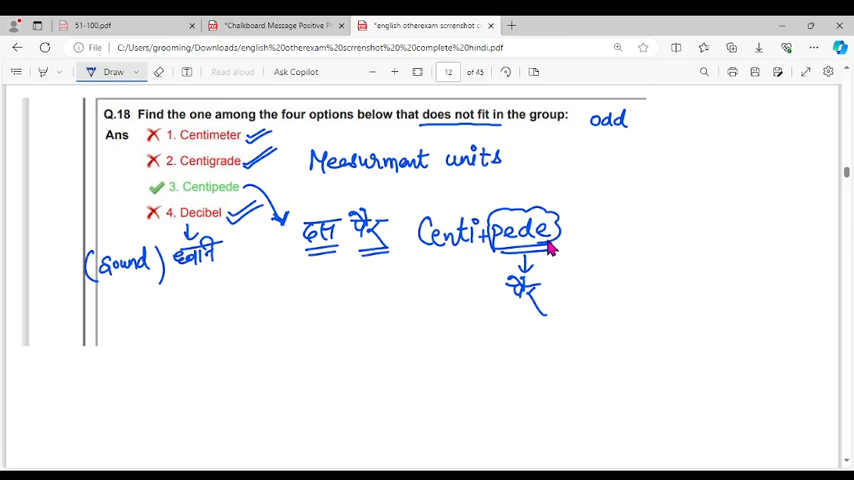 51-100.pdf
*Chalkboard Message Positive Ph
*english otherexam scrrenshot c
File
C:/Users/grooming/Downloads/english%20otherexam%20scrrenshot%20%20complete%20hindi.pdf
Draw
Read aloud
Ask Copilot
12
of 45
Q.18 Find the one among the four options below that does not fit in the group:
odd
Ans
1. Centimeter
2. Centigrade
Measurment units
3. Centipede
4. Decibel
दस पैर
Centi+pede
(Sound)
ध्वनि
पैर